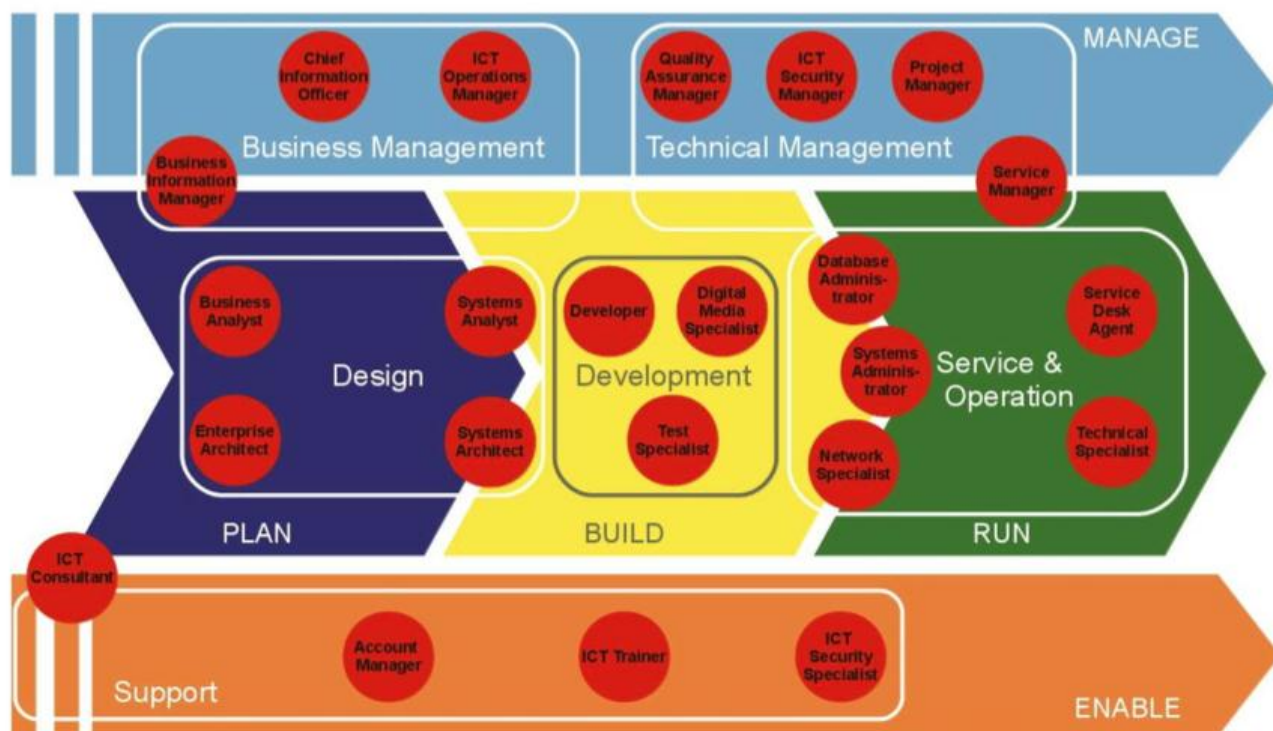 MANAGE
Chief
Information
Officer
ICT
Operations
Manager
Quality
Assurance
Manager
ICT
Security
Manager
Project
Manager
Business Management
Technical Management
Business
Information
Manager
Service
Manager
Business
Analyst
Systems
Analyst
Developer
Digital
Media
Specialist
Database
Adminis-
trator
Service
Desk
Agent
Design
Development
Systems
Adminis-
trator
Service &
Operation
Enterprise
Architect
Systems
Architect
Test
Specialist
Network
Specialist
Technical
Specialist
PLAN
BUILD
RUN
ICT
Consultant
Account
Manager
ICT Trainer
ICT
Security
Specialist
Support
ENABLE